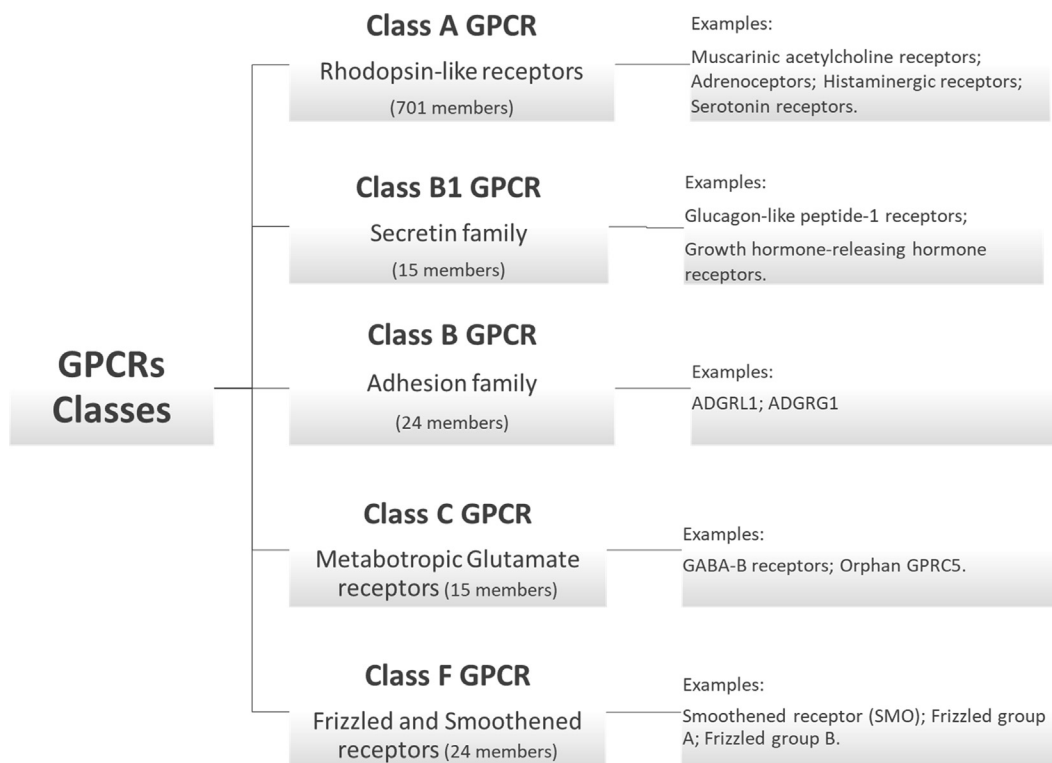 GPCRs
Classes
Class A GPCR
Rhodopsin-like receptors
(701 members)
Examples:
Muscarinic acetylcholine receptors;
Adrenoceptors; Histaminergic receptors;
Serotonin receptors.
Class B1 GPCR
Secretin family
(15 members)
Examples:
Glucagon-like peptide-1 receptors;
Growth hormone-releasing hormone
receptors.
Class B GPCR
Adhesion family
(24 members)
Examples:
ADGRL1; ADGRG1
Class C GPCR
Metabotropic Glutamate
receptors (15 members)
Examples:
GABA-B receptors; Orphan GPRC5.
Class F GPCR
Frizzled and Smoothened
receptors (24 members)
Examples:
Smoothened receptor (SMO); Frizzled group
A; Frizzled group B.